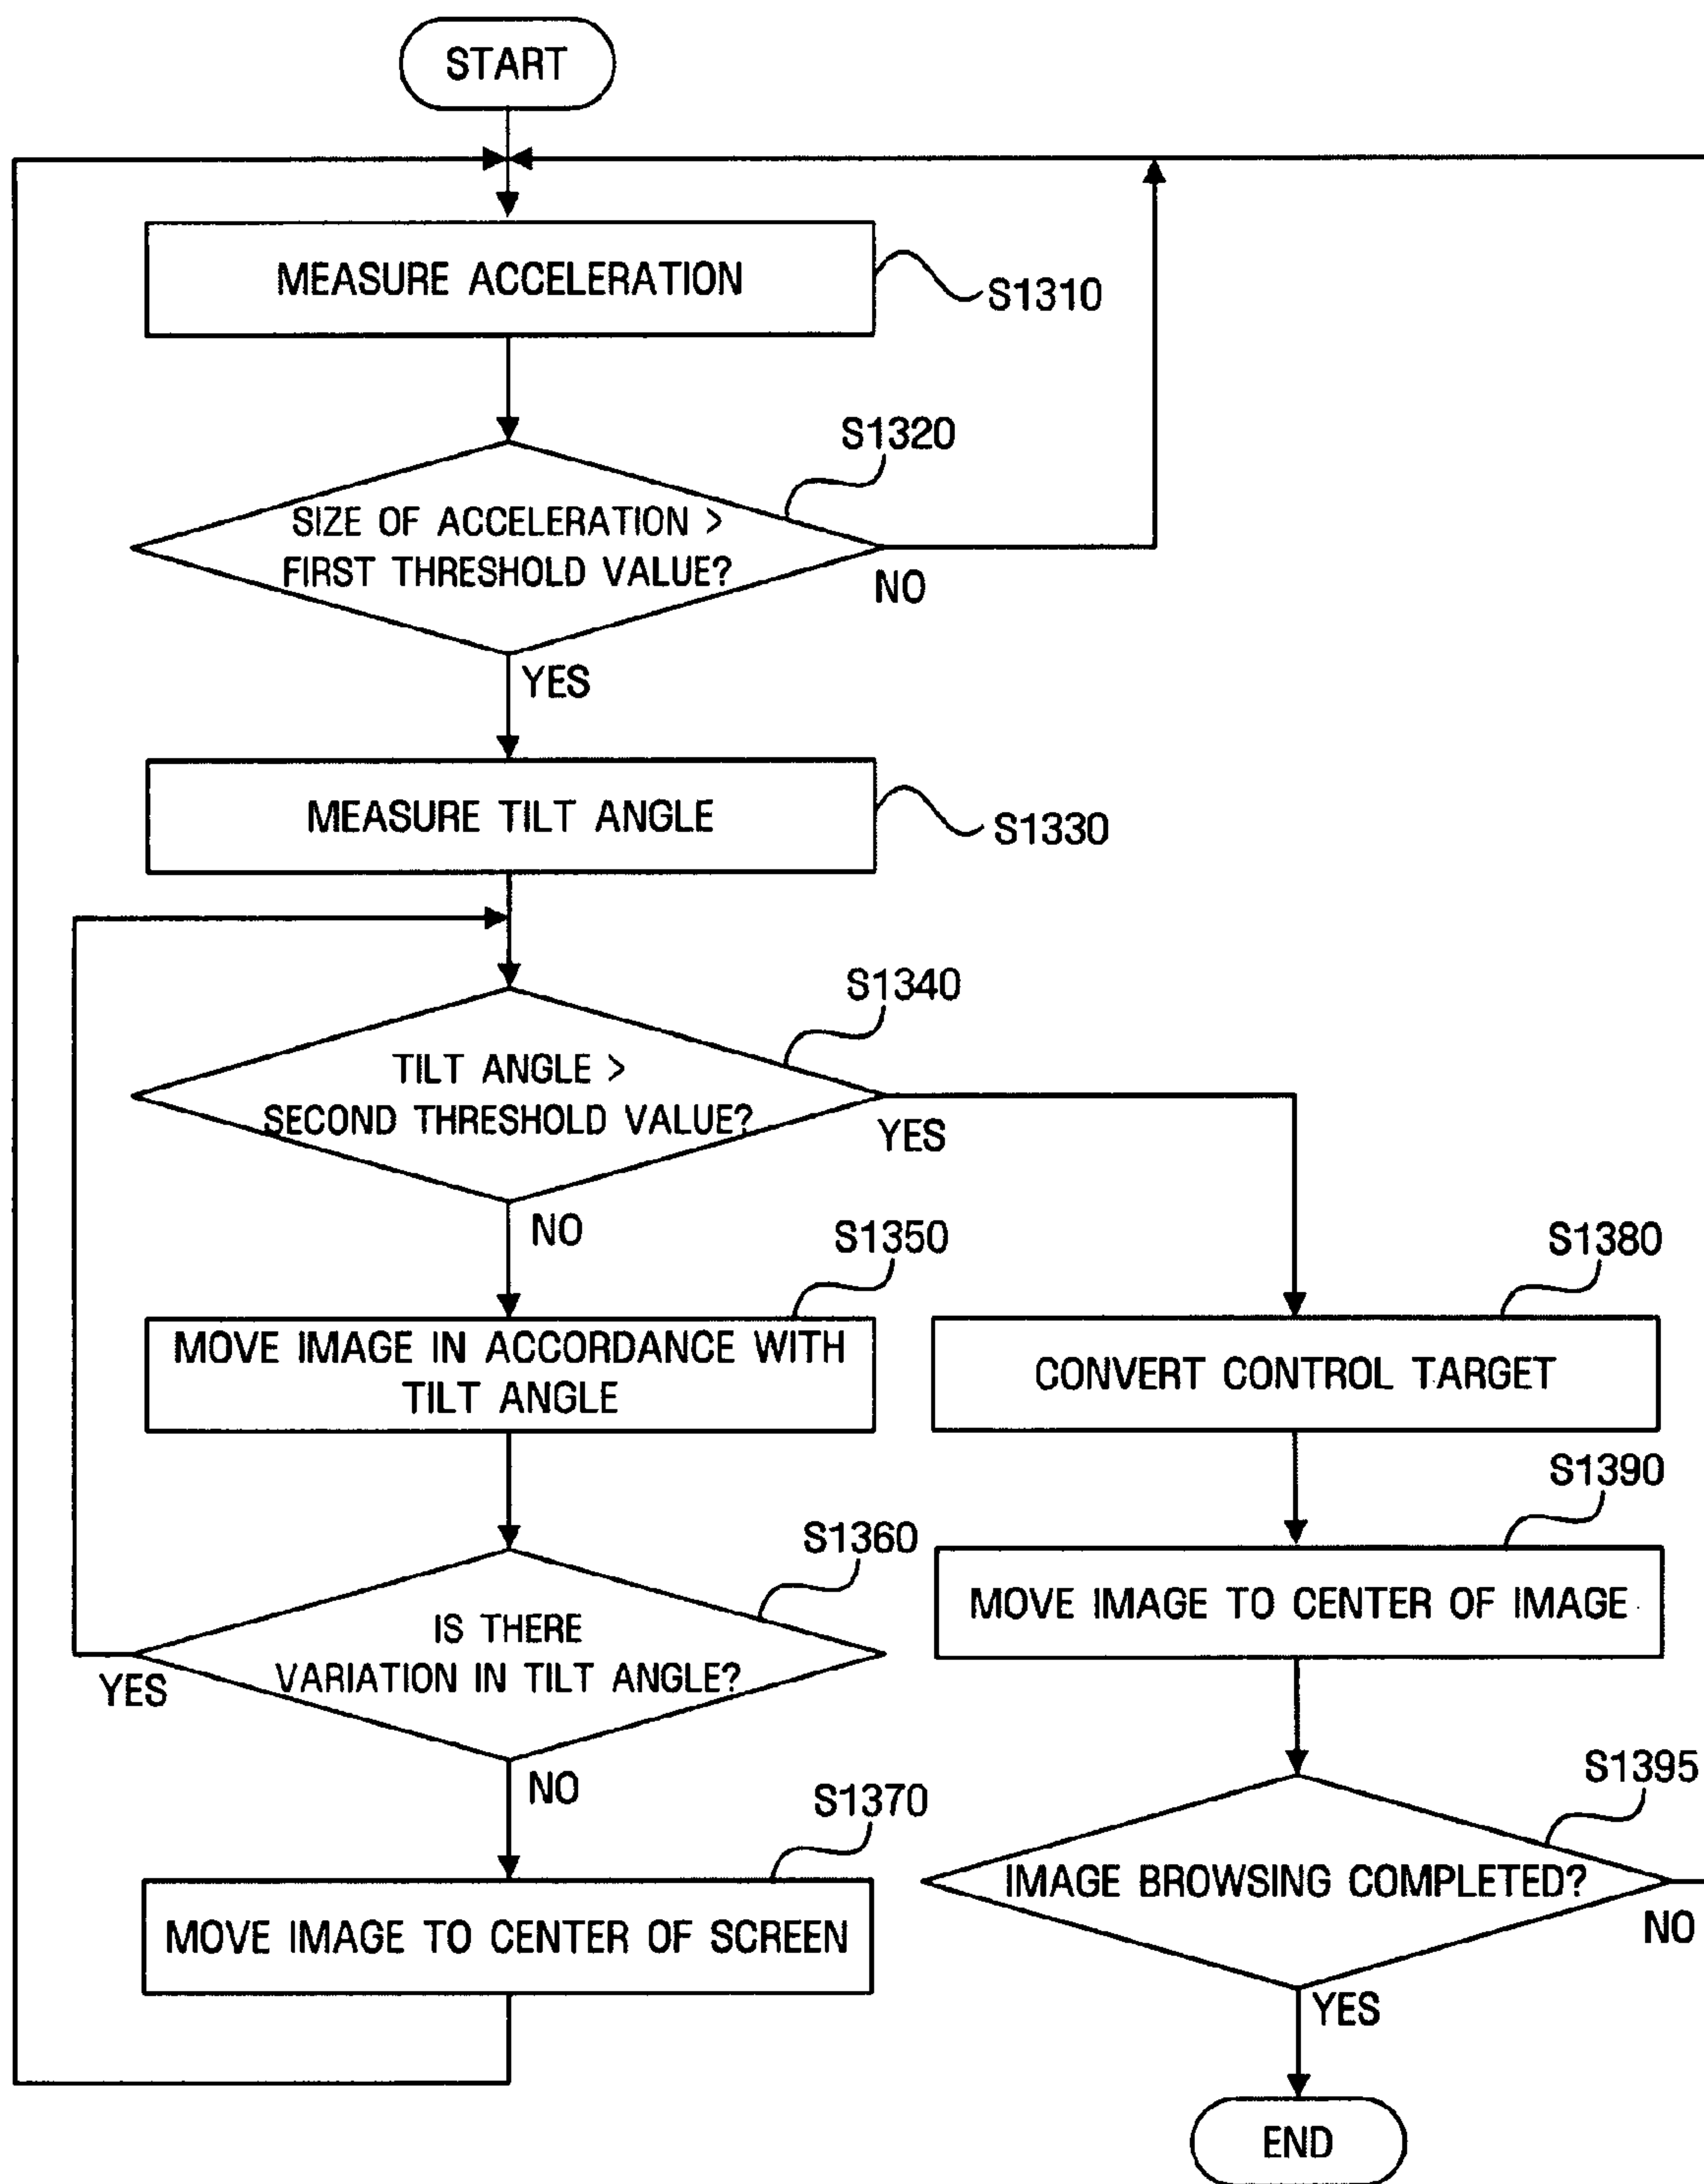 START
MEASURE ACCELERATION
S1310
S1320
SIZE OF ACCELERATION >
FIRST THRESHOLD VALUE?
NO
YES
MEASURE TILT ANGLE
S1330
S1340
TILT ANGLE >
SECOND THRESHOLD VALUE?
YES
NO
S1350
MOVE IMAGE IN ACCORDANCE WITH
TILT ANGLE
S1380
CONVERT CONTROL TARGET
S1390
MOVE IMAGE TO CENTER OF IMAGE
S1360
IS THERE
VARIATION IN TILT ANGLE?
YES
NO
S1370
MOVE IMAGE TO CENTER OF SCREEN
S1395
IMAGE BROWSING COMPLETED?
NO
YES
END